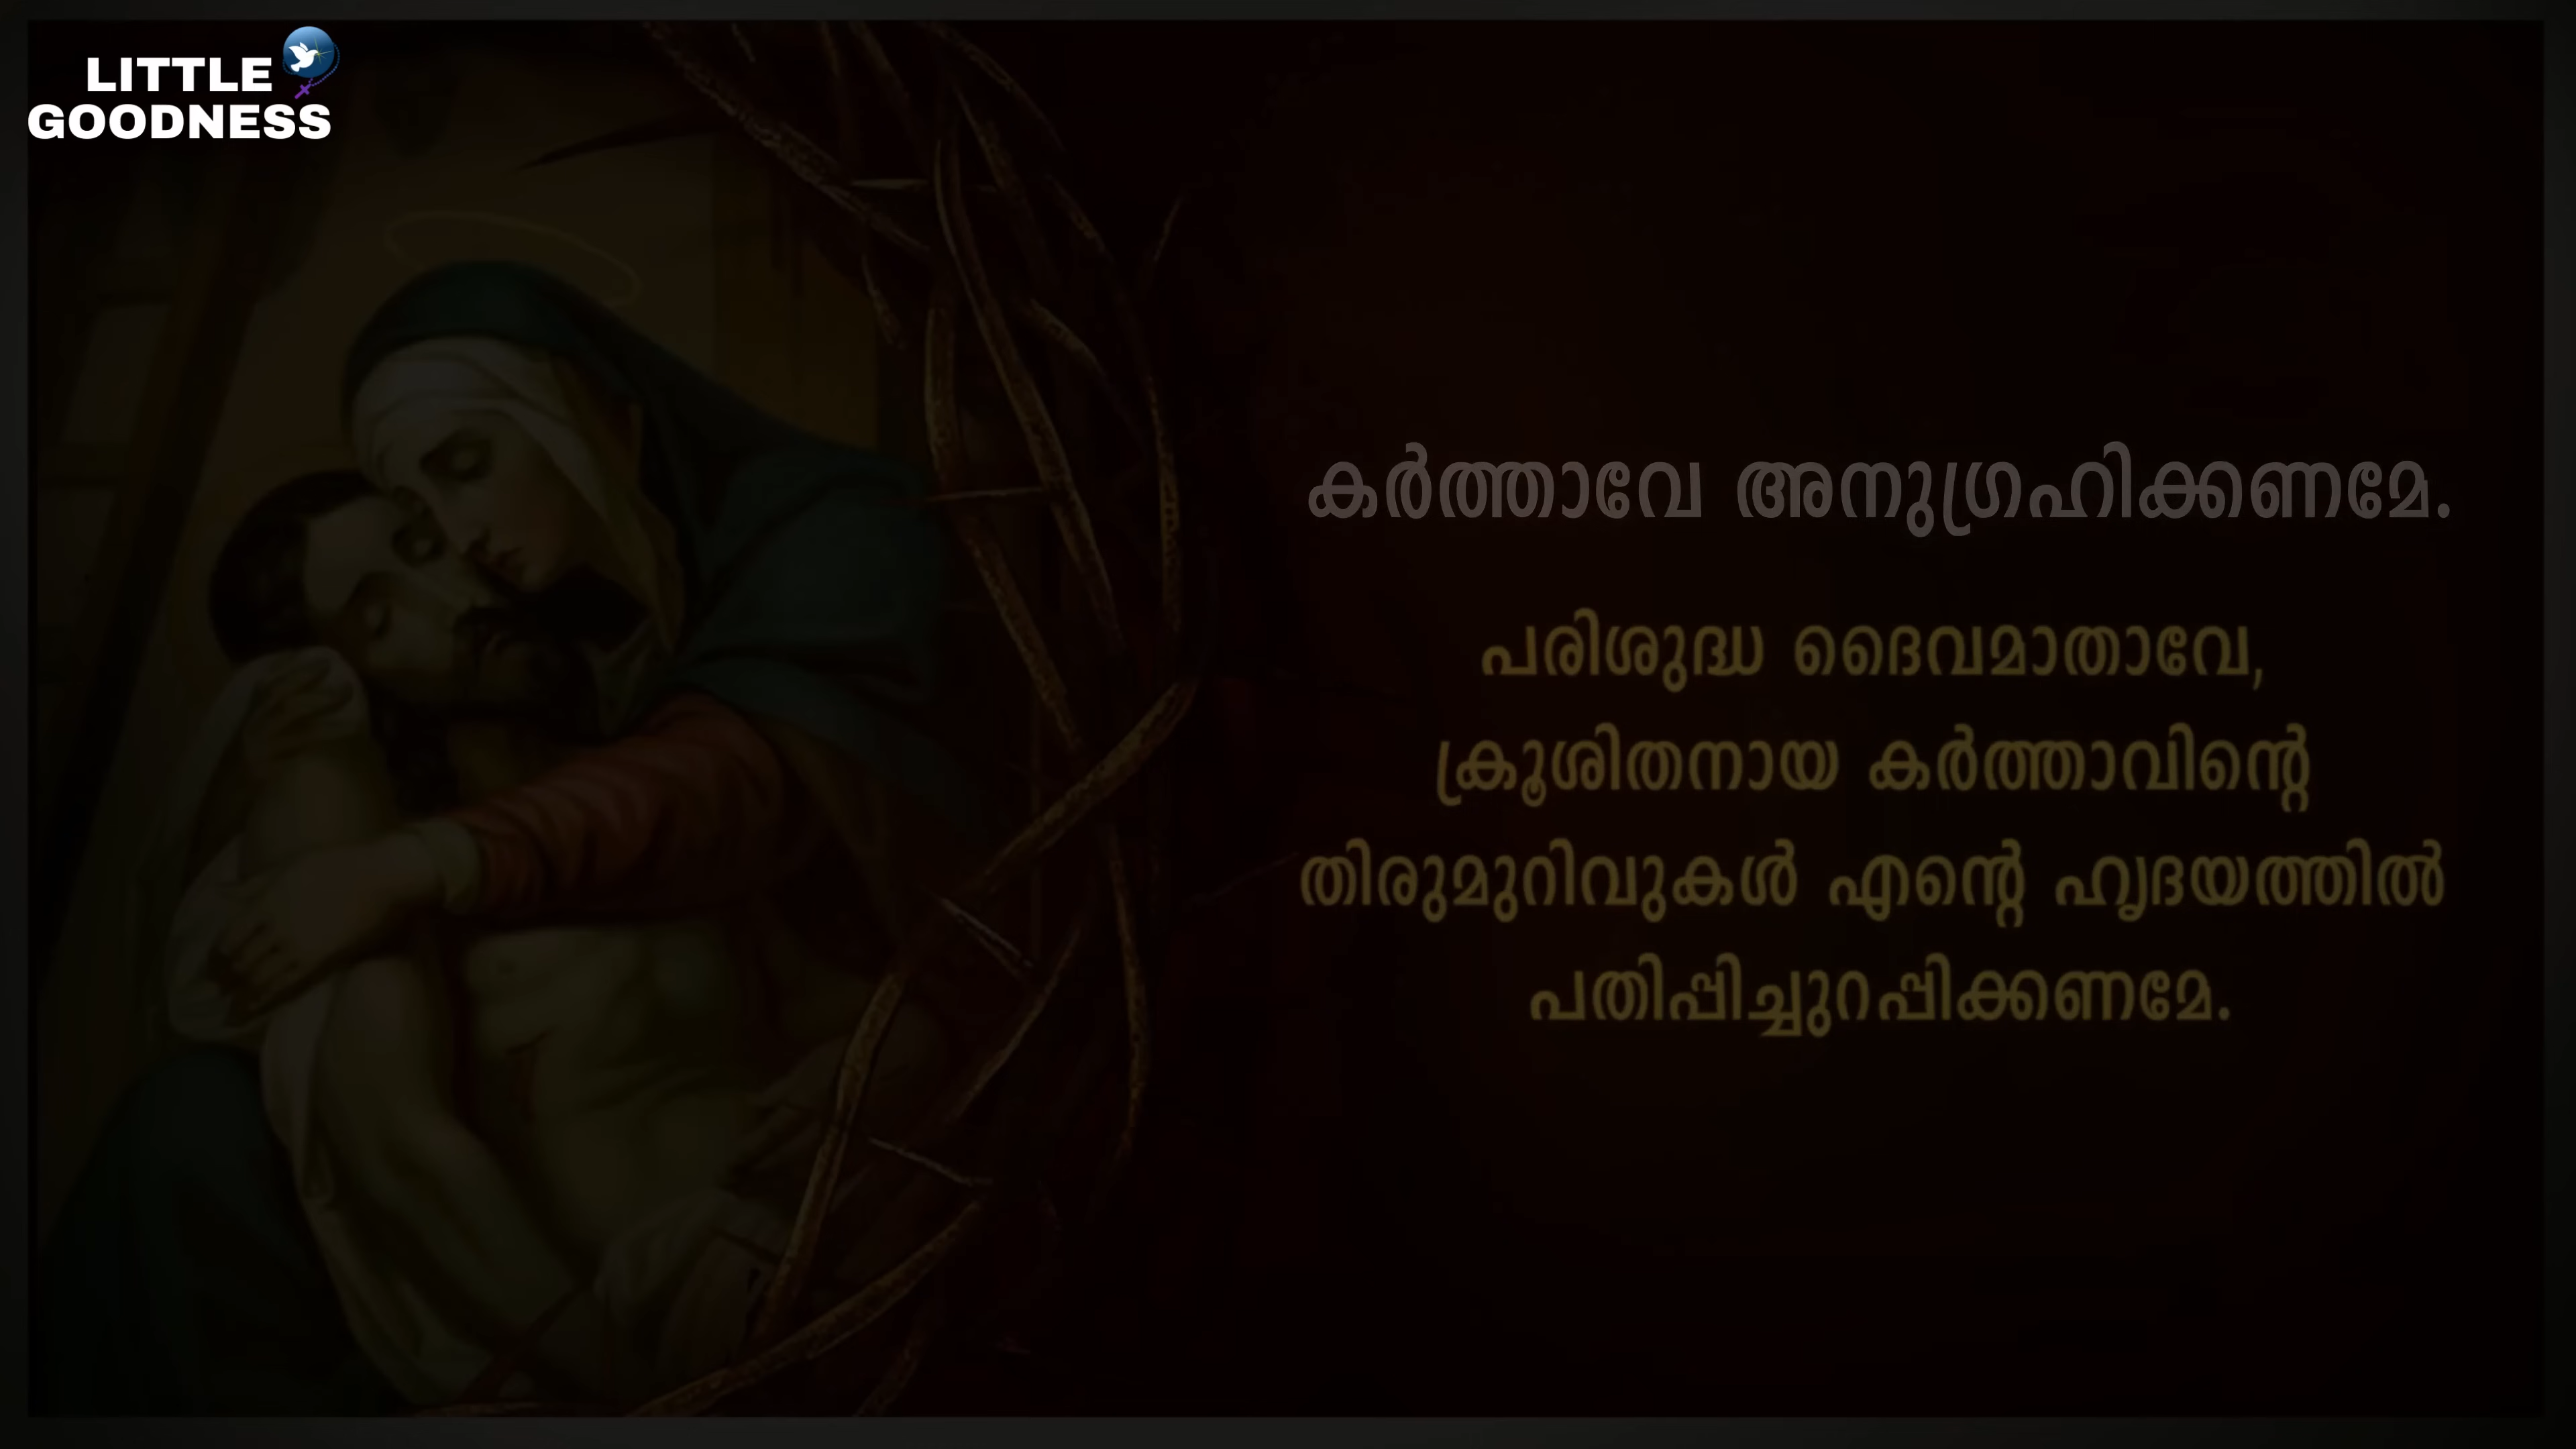 LITTLE
GOODNESS
കർത്താവേ അനുഗ്രഹിക്കണമേ.
പരിശുദ്ധ ദൈവമാതാവേ,
ക്രൂശിതനായ കർത്താവിന്റെ
തിരുമുറിവുകൾ എന്റെ ഹൃദയത്തിൽ
പതിപ്പിച്ചുറപ്പിക്കണമേ.